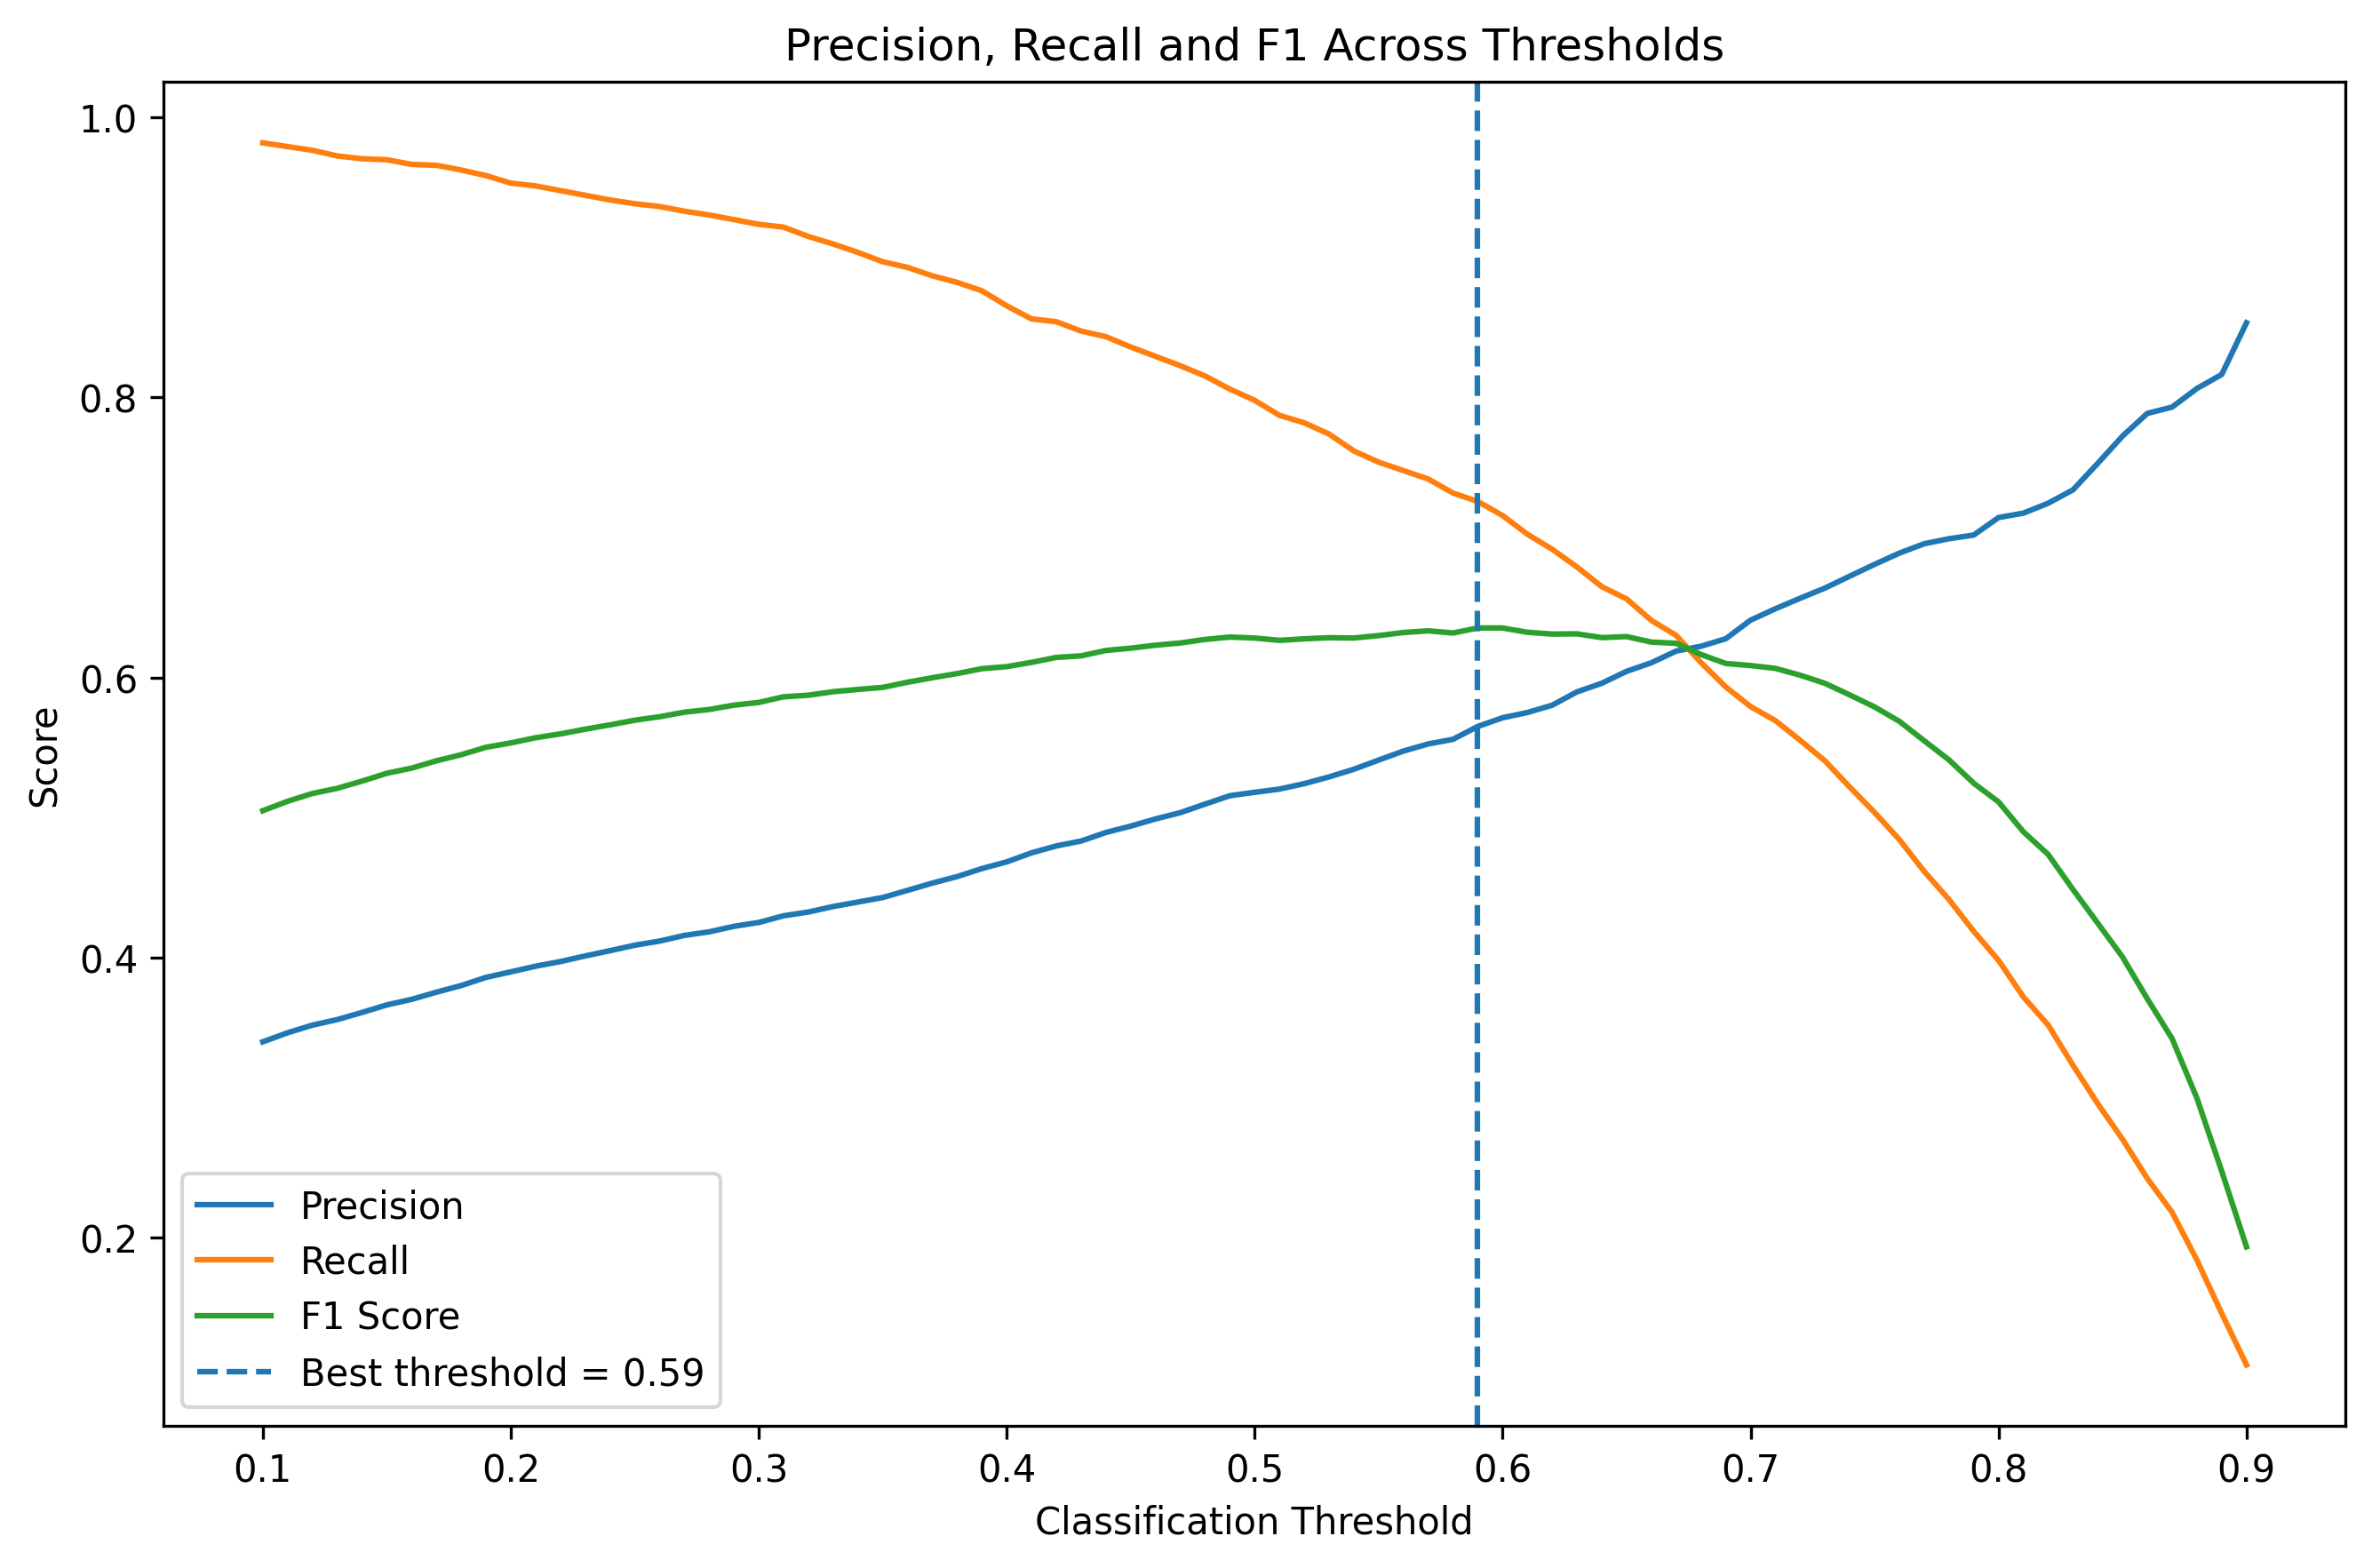 Precision, Recall and F1 Across Thresholds
1.0
0.8
0.6
0.4
0.2
Score
Precision
Recall
F1 Score
Best threshold = 0.59
0.1 0.2 0.3 0.4 0.5 0.6 0.7 0.8 0.9
Classification Threshold